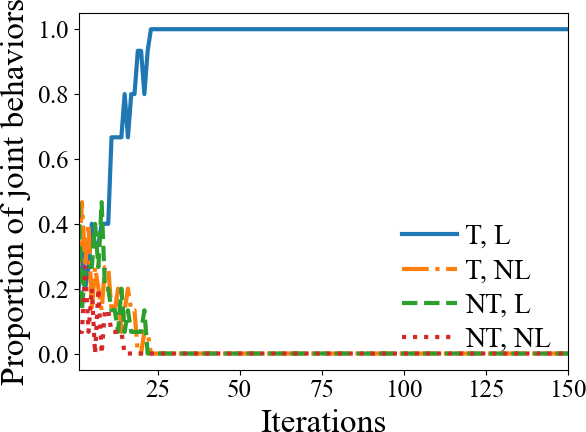 Proportion of joint behaviors
1.0
0.8
0.6
0.4
0.2
0.0
T, L
T, NL
NT, L
NT, NL
25 50 75 100 125 150
Iterations